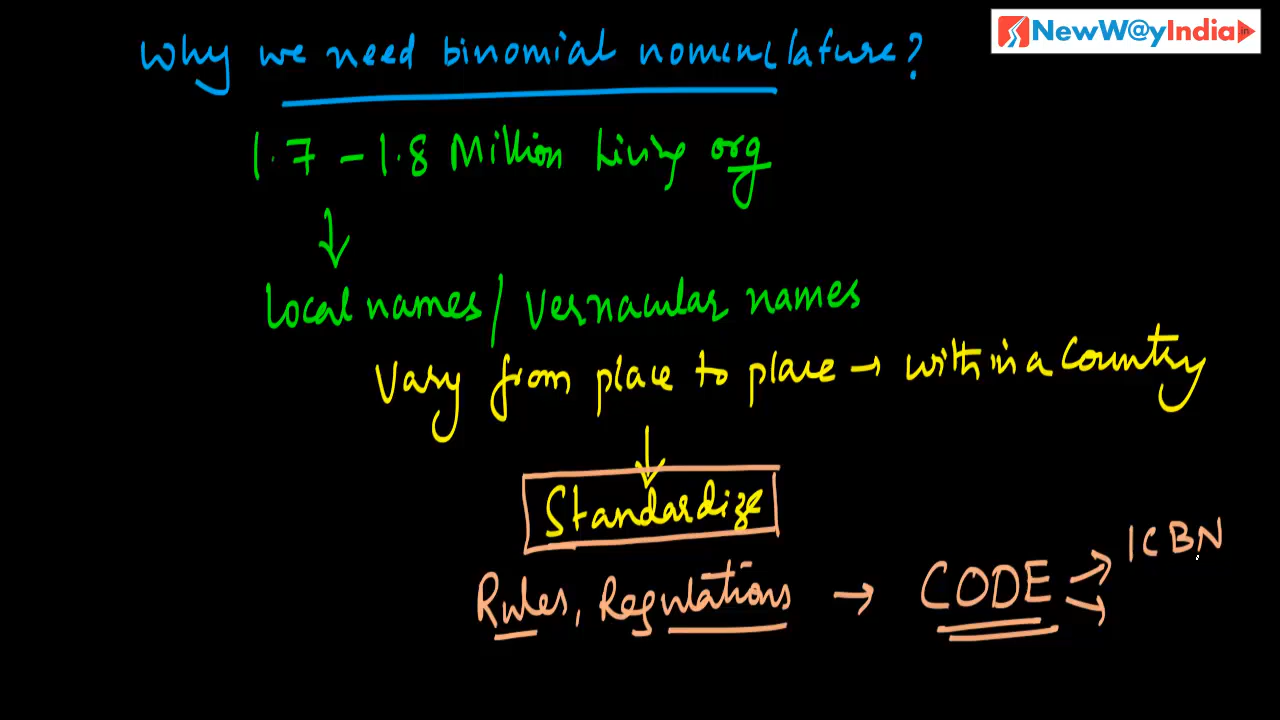 NewW@yIndia
Why we need binomial nomenclature?
1.7 – 1.8 Million Living org
↓
Local names / Vernacular names
Vary from place to place → within a country
↓
Standardize
Rules, Regulations → CODE → ICBN
→